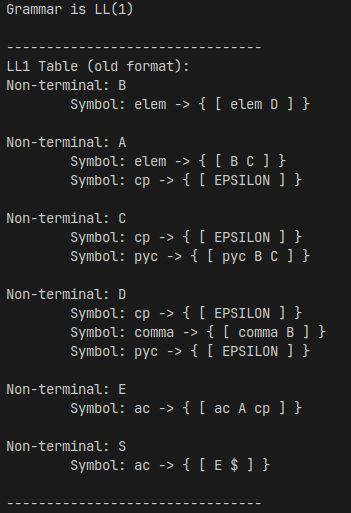 Grammar is LL(1)
--------------------------------
LL1 Table (old format):
Non-terminal: B
Symbol: elem -> { [ elem D ] }
Non-terminal: A
Symbol: elem -> { [ B C ] }
Symbol: cp -> { [ EPSILON ] }
Non-terminal: C
Symbol: cp -> { [ EPSILON ] }
Symbol: pyc -> { [ pyc B C ] }
Non-terminal: D
Symbol: cp -> { [ EPSILON ] }
Symbol: comma -> { [ comma B ] }
Symbol: pyc -> { [ EPSILON ] }
Non-terminal: E
Symbol: ac -> { [ ac A cp ] }
Non-terminal: S
Symbol: ac -> { [ E $ ] }
--------------------------------